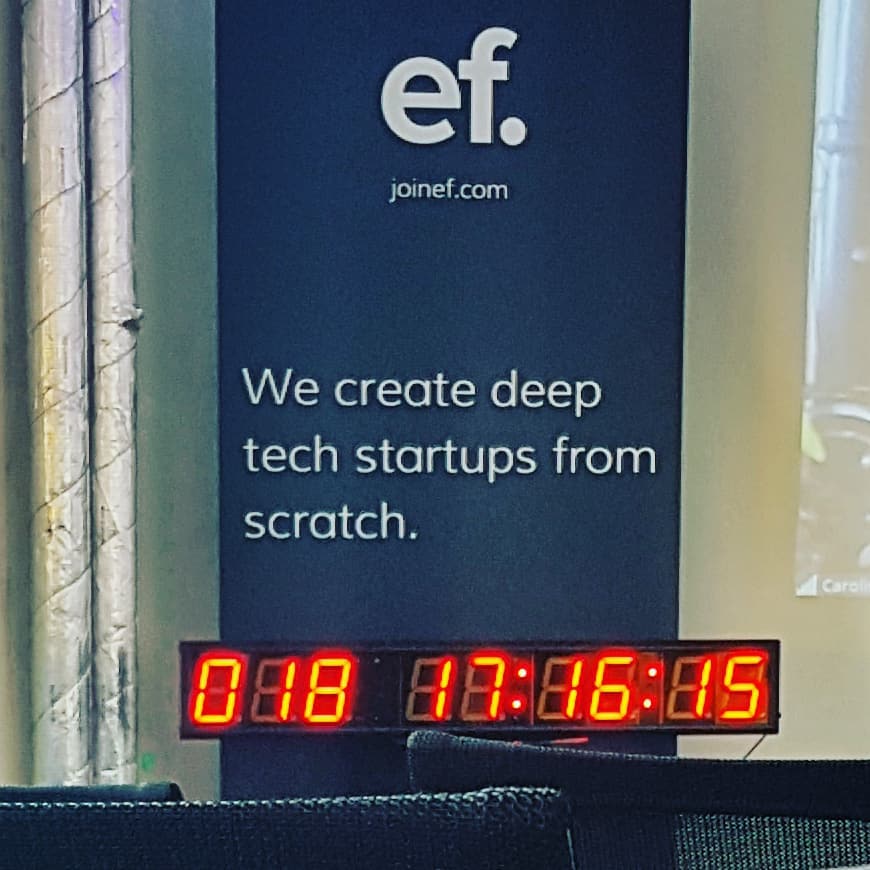 ef.
joinef.com
We create deep
tech startups from
scratch.
018 17:16:15